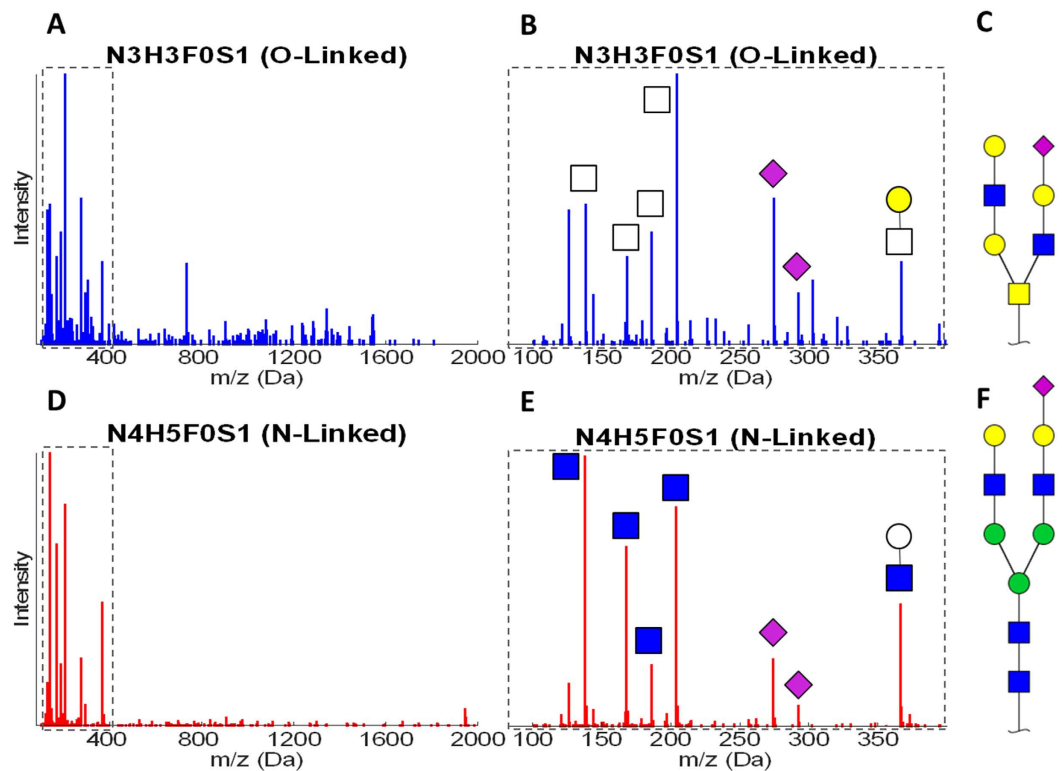 A
B
C
N3H3F0S1 (O-Linked)
N3H3F0S1 (O-Linked)
Intensity
400 800 1200 1600 2000
100 150 200 250 300 350
m/z (Da)
m/z (Da)
D
E
F
N4H5F0S1 (N-Linked)
N4H5F0S1 (N-Linked)
Intensity
400 800 1200 1600 2000
100 150 200 250 300 350
m/z (Da)
m/z (Da)